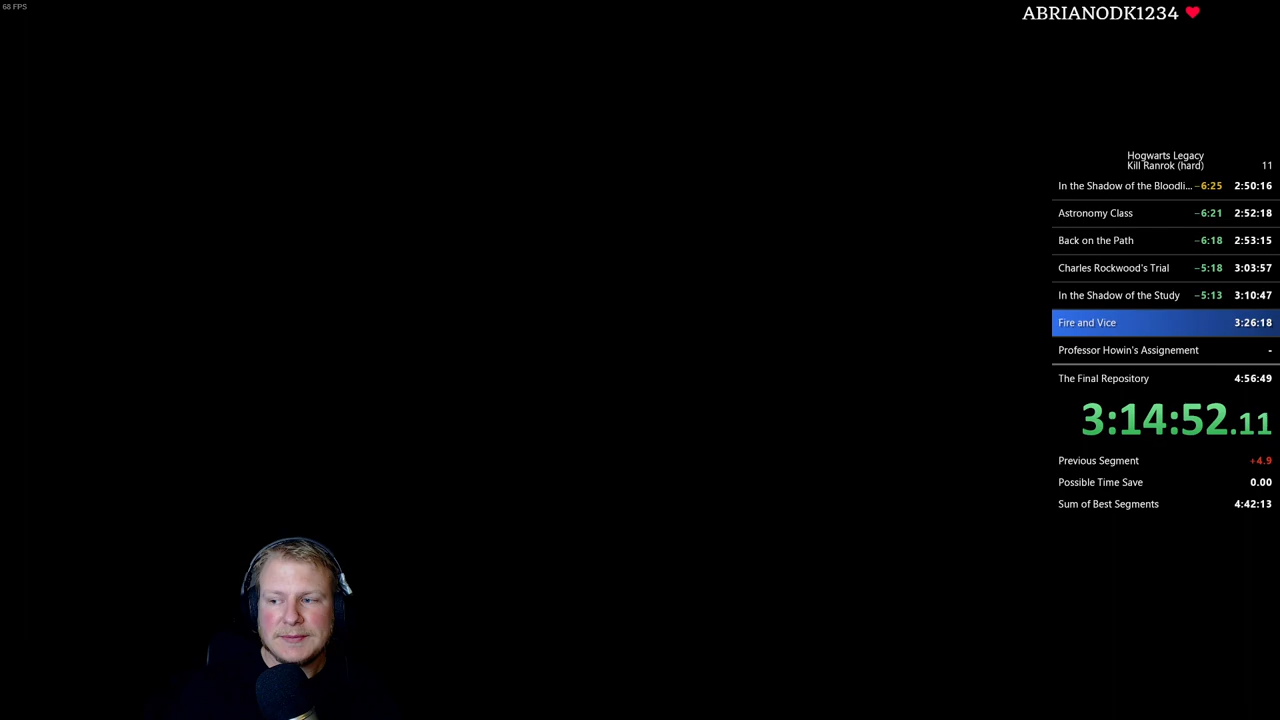 68 FPS
ABRIANODK1234 ❤
Hogwarts Legacy
Kill Ranrok (hard) 11
In the Shadow of the Bloodli... −6:25 2:50:16
Astronomy Class −6:21 2:52:18
Back on the Path −6:18 2:53:15
Charles Rockwood's Trial −5:18 3:03:57
In the Shadow of the Study −5:13 3:10:47
Fire and Vice 3:26:18
Professor Howin's Assignement -
The Final Repository 4:56:49
3:14:52.11
Previous Segment +4.9
Possible Time Save 0.00
Sum of Best Segments 4:42:13